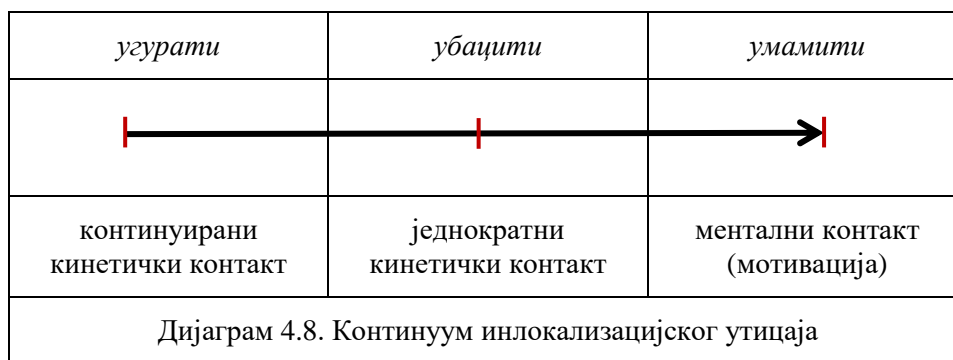 угурати убацити умамити
континуирани једнократни ментални контакт
кинетички контакт кинетички контакт (мотивација)
Дијаграм 4.8. Континуум инлокализацијског утицаја